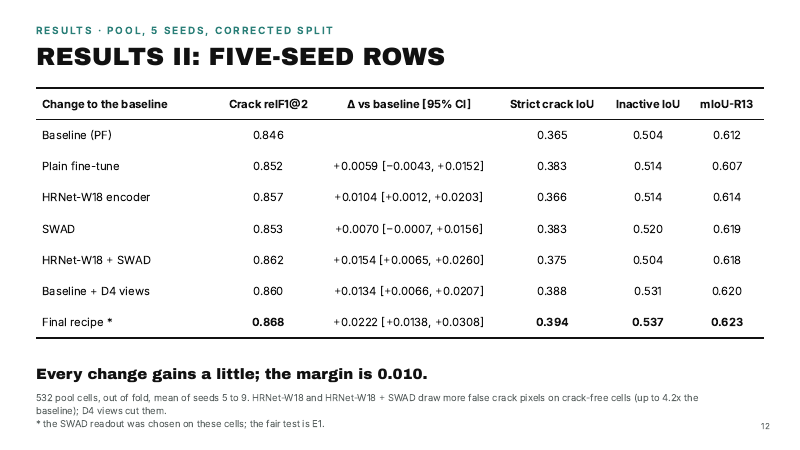 RESULTS · POOL, 5 SEEDS, CORRECTED SPLIT
RESULTS II: FIVE-SEED ROWS
Change to the baseline Crack relF1@2 Δ vs baseline [95% CI] Strict crack IoU Inactive IoU mIoU-R13
Baseline (PF) 0.846 0.365 0.504 0.612
Plain fine-tune 0.852 +0.0059 [−0.0043, +0.0152] 0.383 0.514 0.607
HRNet-W18 encoder 0.857 +0.0104 [+0.0012, +0.0203] 0.366 0.514 0.614
SWAD 0.853 +0.0070 [−0.0007, +0.0156] 0.383 0.520 0.619
HRNet-W18 + SWAD 0.862 +0.0154 [+0.0065, +0.0260] 0.375 0.504 0.618
Baseline + D4 views 0.860 +0.0134 [+0.0066, +0.0207] 0.388 0.531 0.620
Final recipe * 0.868 +0.0222 [+0.0138, +0.0308] 0.394 0.537 0.623
Every change gains a little; the margin is 0.010.
532 pool cells, out of fold, mean of seeds 5 to 9. HRNet-W18 and HRNet-W18 + SWAD draw more false crack pixels on crack-free cells (up to 4.2x the
baseline); D4 views cut them.
* the SWAD readout was chosen on these cells; the fair test is E1.
12